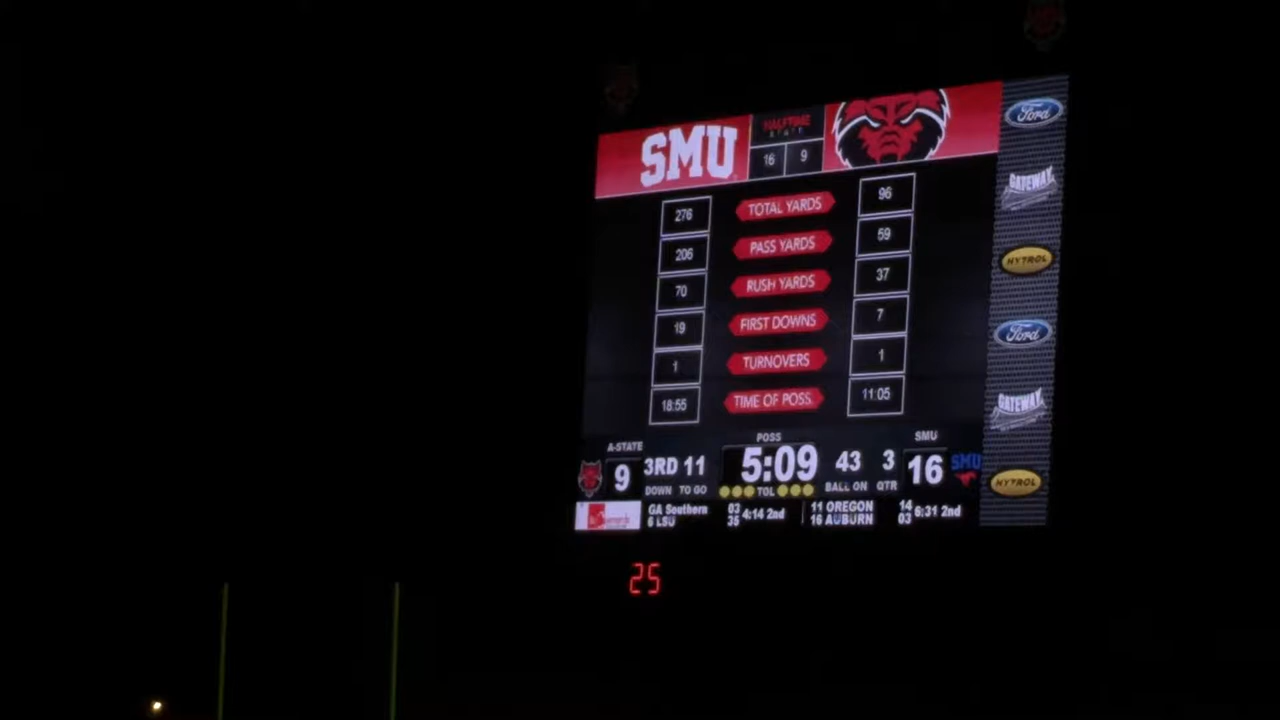 SMU
HALFTIME
STATS
16 9
276 TOTAL YARDS 96
206 PASS YARDS 59
70 RUSH YARDS 37
19 FIRST DOWNS 7
1 TURNOVERS 1
18:55 TIME OF POSS. 11:05
Ford
GATEWAY
HYTROL
Ford
GATEWAY
HYTROL
A-STATE POSS SMU
9 3RD 11 5:09 43 3 16 SMU
DOWN TO GO TOL BALL ON QTR
GA Southern 03 4:14 2nd 11 OREGON 14 6:31 2nd
6 LSU 35 16 AUBURN 03
25